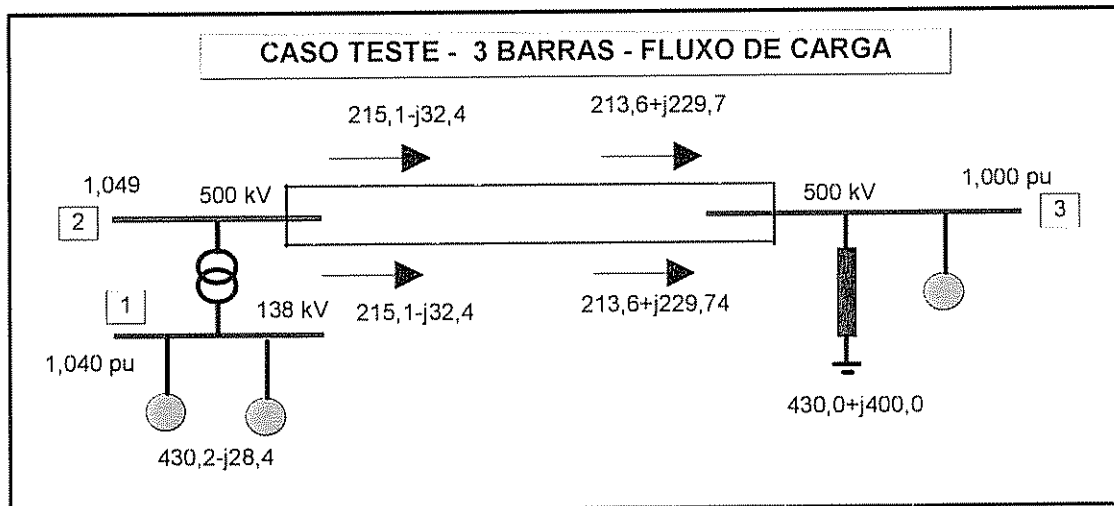 CASO TESTE - 3 BARRAS - FLUXO DE CARGA
215,1-j32,4
213,6+j229,7
1,049
500 kV
500 kV
1,000 pu
2
3
1
138 kV
215,1-j32,4
213,6+j229,74
1,040 pu
430,0+j400,0
430,2-j28,4